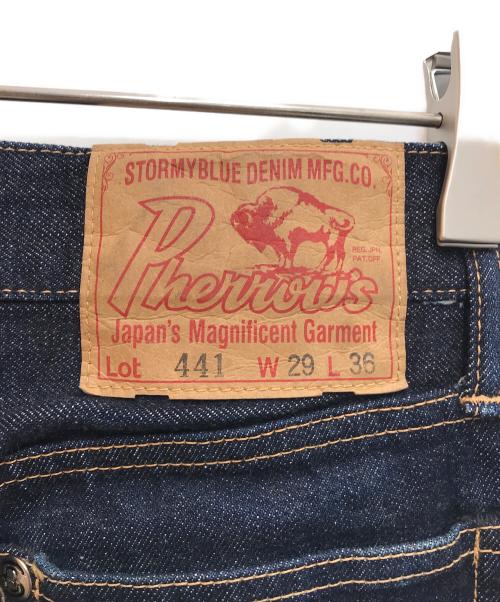 STORMYBLUE DENIM MFG.CO.
Pherrow's
REG.JPN.
PAT.OFF.
Japan's Magnificent Garment
Lot 441 W 29 L 36